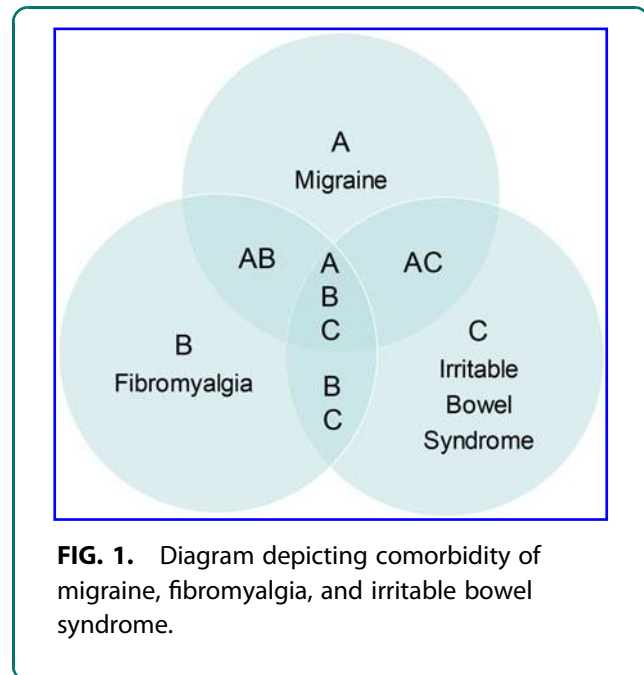 A
Migraine
AB
A
B
C
AC
B
Fibromyalgia
B
C
C
Irritable
Bowel
Syndrome
FIG. 1. Diagram depicting comorbidity of
migraine, fibromyalgia, and irritable bowel
syndrome.